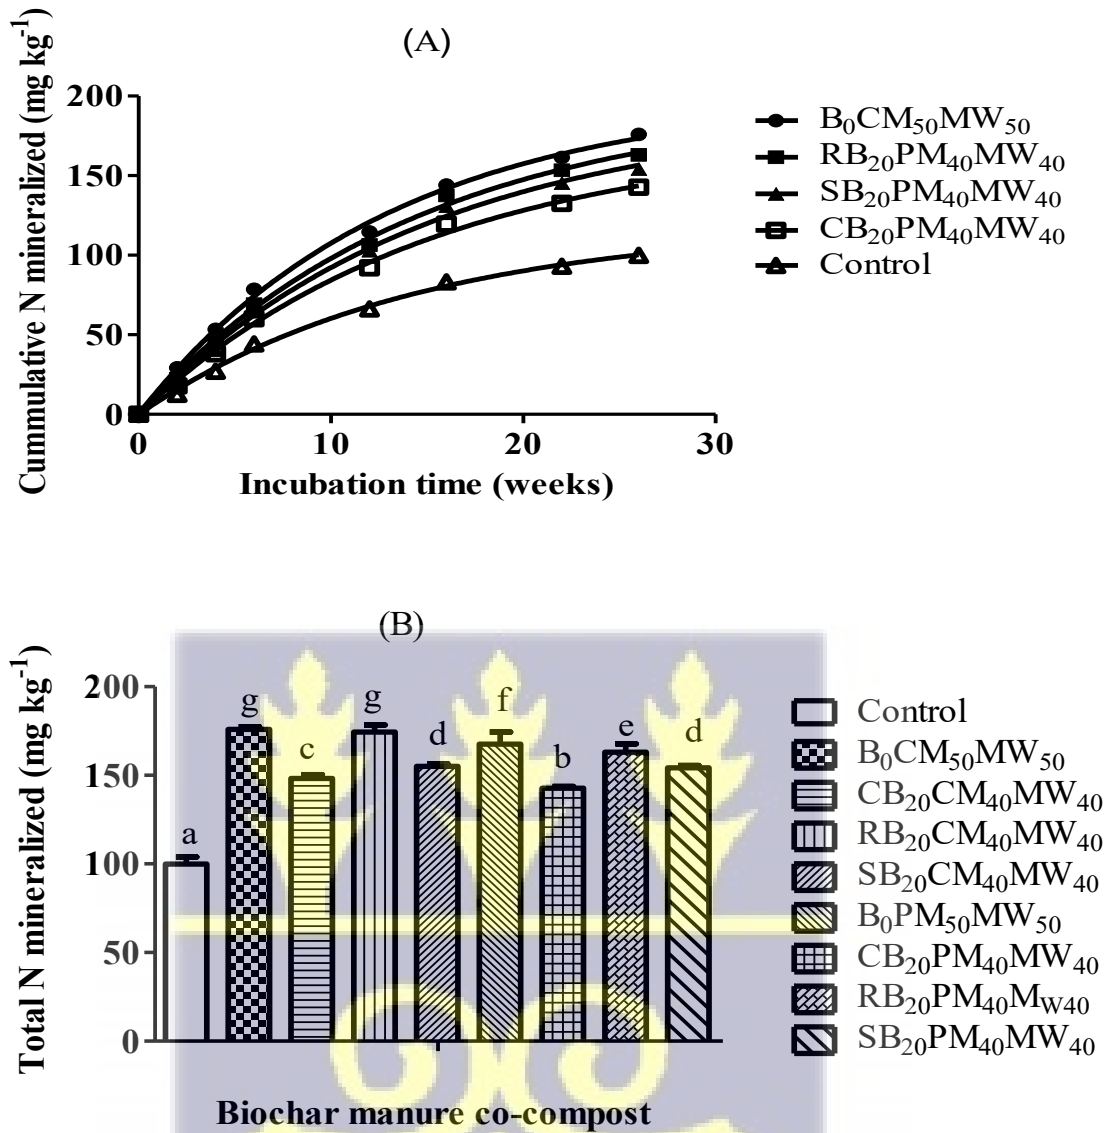 (A)
Cummulative N mineralized (mg kg⁻¹)
200
150
100
50
0
0 10 20 30
Incubation time (weeks)
B₀CM₅₀MW₅₀
RB₂₀PM₄₀MW₄₀
SB₂₀PM₄₀MW₄₀
CB₂₀PM₄₀MW₄₀
Control
(B)
Total N mineralized (mg kg⁻¹)
200
150
100
50
0
a g c g d f b e d
Biochar manure co-compost
Control
B₀CM₅₀MW₅₀
CB₂₀CM₄₀MW₄₀
RB₂₀CM₄₀MW₄₀
SB₂₀CM₄₀MW₄₀
B₀PM₅₀MW₅₀
CB₂₀PM₄₀MW₄₀
RB₂₀PM₄₀M_W₄₀
SB₂₀PM₄₀MW₄₀